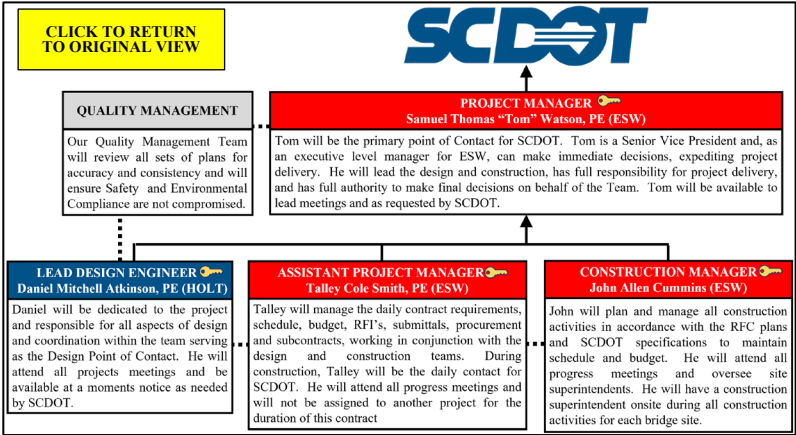 CLICK TO RETURN
TO ORIGINAL VIEW
SCDOT
QUALITY MANAGEMENT
Our Quality Management Team
will review all sets of plans for
accuracy and consistency and will
ensure Safety and Environmental
Compliance are not compromised.
PROJECT MANAGER
Samuel Thomas “Tom” Watson, PE (ESW)
Tom will be the primary point of Contact for SCDOT. Tom is a Senior Vice President and, as
an executive level manager for ESW, can make immediate decisions, expediting project
delivery. He will lead the design and construction, has full responsibility for project delivery,
and has full authority to make final decisions on behalf of the Team. Tom will be available to
lead meetings and as requested by SCDOT.
LEAD DESIGN ENGINEER
Daniel Mitchell Atkinson, PE (HOLT)
Daniel will be dedicated to the project
and responsible for all aspects of design
and coordination within the team serving
as the Design Point of Contact. He will
attend all projects meetings and be
available at a moments notice as needed
by SCDOT.
ASSISTANT PROJECT MANAGER
Talley Cole Smith, PE (ESW)
Talley will manage the daily contract requirements,
schedule, budget, RFI’s, submittals, procurement
and subcontracts, working in conjunction with the
design and construction teams. During
construction, Talley will be the daily contact for
SCDOT. He will attend all progress meetings and
will not be assigned to another project for the
duration of this contract
CONSTRUCTION MANAGER
John Allen Cummins (ESW)
John will plan and manage all construction
activities in accordance with the RFC plans
and SCDOT specifications to maintain
schedule and budget. He will attend all
progress meetings and oversee site
superintendents. He will have a construction
superintendent onsite during all construction
activities for each bridge site.